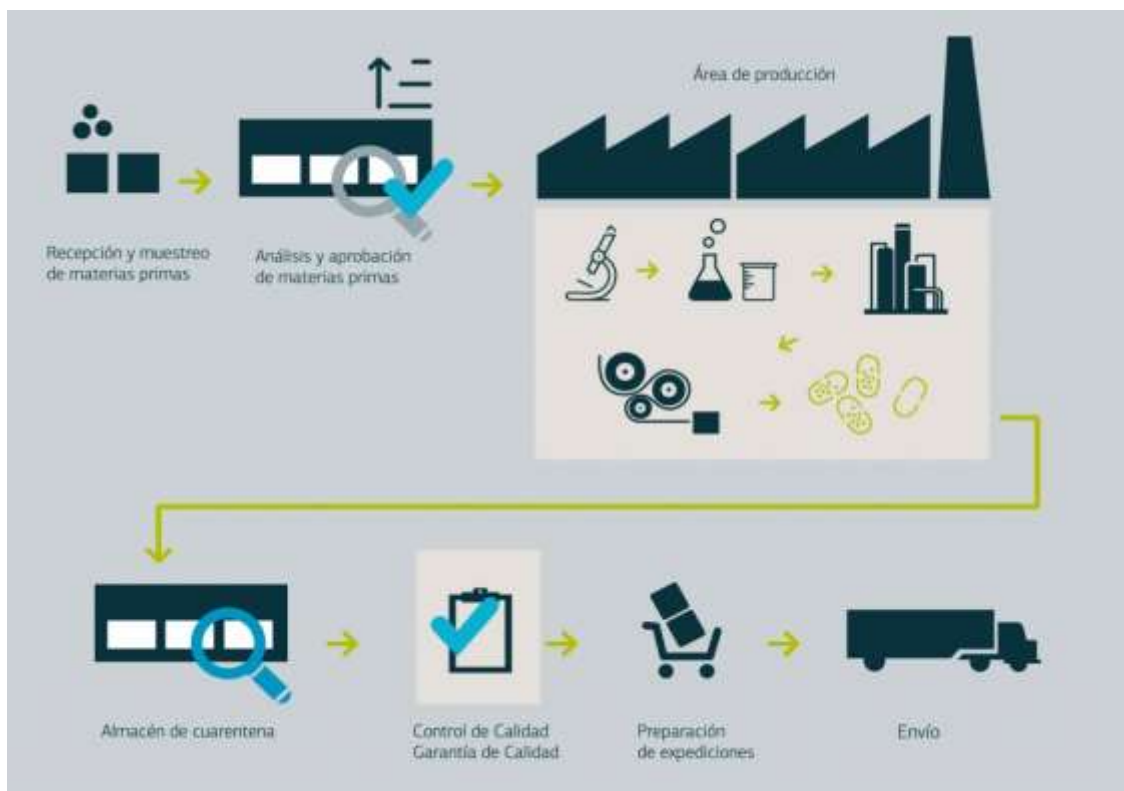 Área de producción
Recepción y muestreo
de materias primas
Análisis y aprobación
de materias primas
Almacén de cuarentena
Control de Calidad
Garantía de Calidad
Preparación
de expediciones
Envío